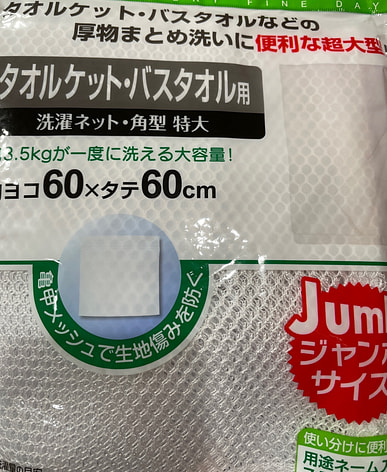 FINE DAY
タオルケット・バスタオルなどの
厚物まとめ洗いに便利な超大型
タオルケット・バスタオル用
洗濯ネット・角型 特大
3.5kgが一度に洗える大容量!
ヨコ60×タテ60cm
亀甲メッシュで生地傷みを防ぐ
Jum
ジャン
サイズ
使い分けに便利
用途ネーム